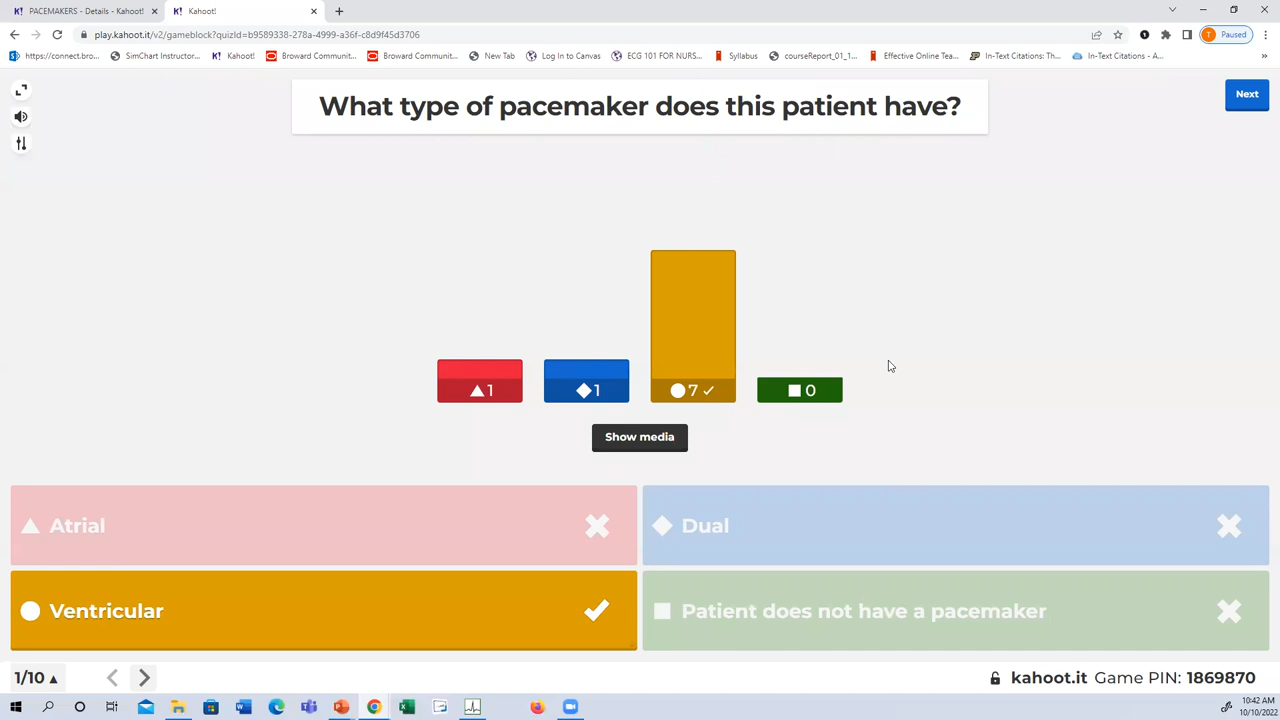 PACEMAKERS - Details - Kahoot!
K! Kahoot!
play.kahoot.it/v2/gameblock?quizId=b9589338-278a-4999-a36f-c8d9f45d3706
T Paused
https://connect.bro... SimChart Instructor... Kahoot! Broward Communit... Broward Communit... New Tab Log In to Canvas ECG 101 FOR NURS... Syllabus courseReport_01_1... Effective Online Tea... In-Text Citations: Th... In-Text Citations - A... »
What type of pacemaker does this patient have?
Next
1 1 7 0
Show media
Atrial
Dual
Ventricular
Patient does not have a pacemaker
1/10
kahoot.it Game PIN: 1869870
10:42 AM
10/10/2022